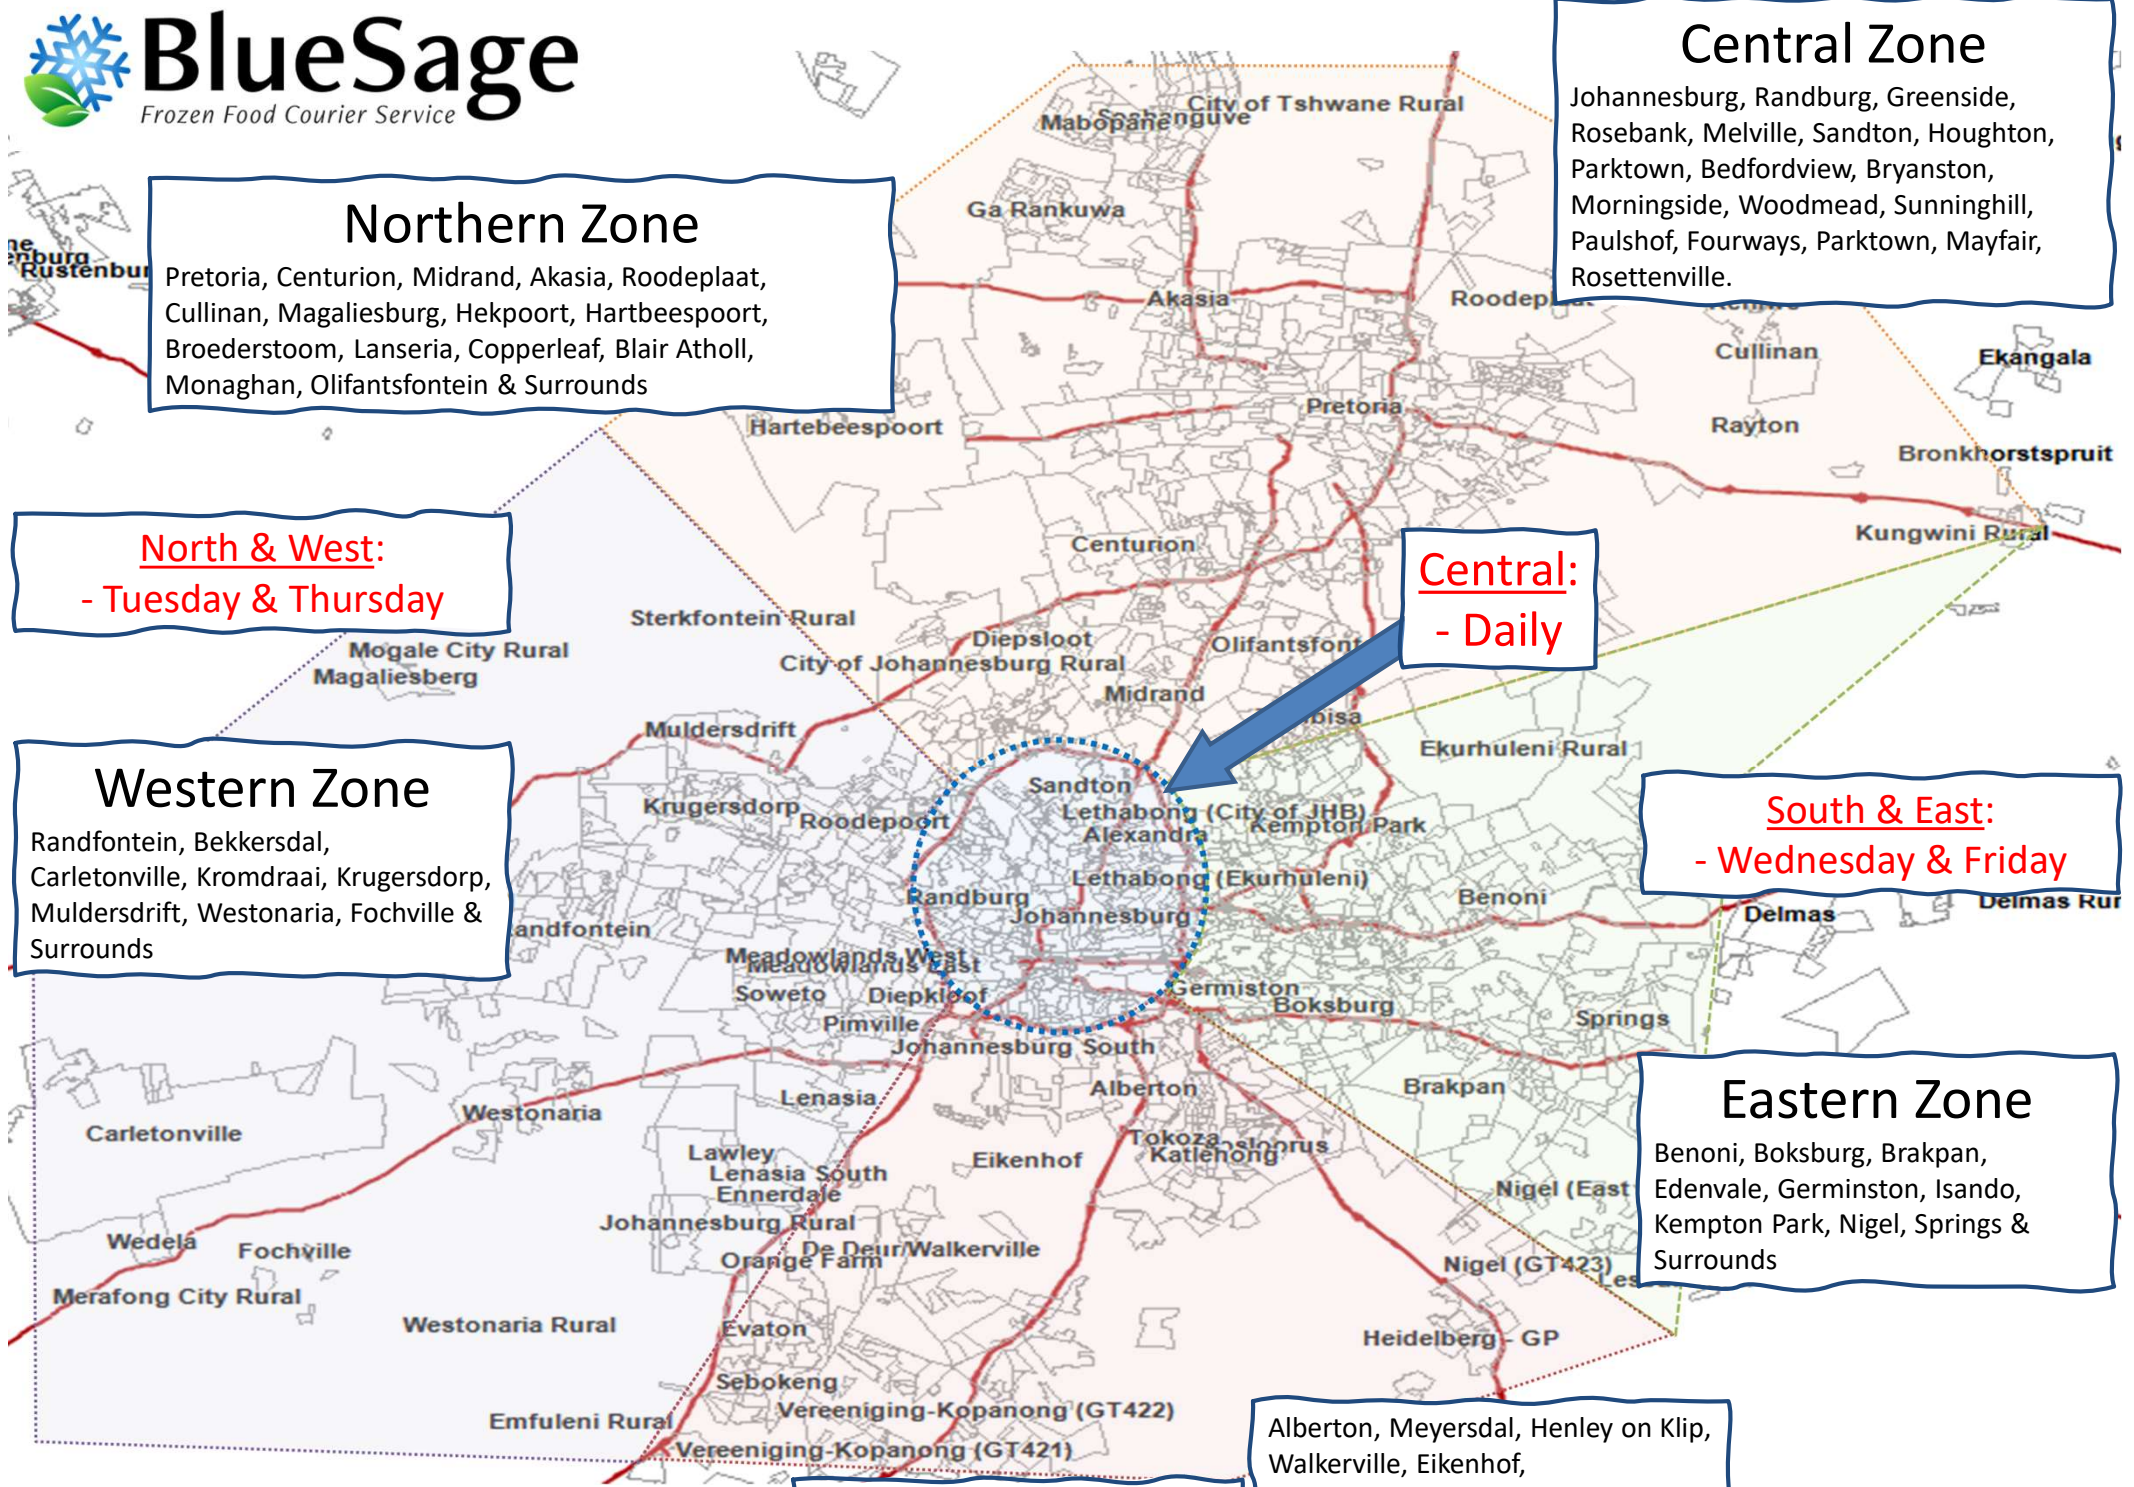 BlueSage
Frozen Food Courier Service
Central Zone
Johannesburg, Randburg, Greenside,
Rosebank, Melville, Sandton, Houghton,
Parktown, Bedfordview, Bryanston,
Morningside, Woodmead, Sunninghill,
Paulshof, Fourways, Parktown, Mayfair,
Rosettenville.
City of Tshwane Rural
Mabopane
Northern Zone
Pretoria, Centurion, Midrand, Akasia, Roodeplaat,
Cullinan, Magaliesburg, Hekpoort, Hartbeespoort,
Broederstoom, Lanseria, Copperleaf, Blair Atholl,
Monaghan, Olifantsfontein & Surrounds
Ga Rankuwa
Akasia
Cullinan
Ekangala
Pretoria
Hartebeespoort
Rayton
Bronkhorstspruit
Kungwini Rural
Centurion
North & West:
- Tuesday & Thursday
Central:
- Daily
Sterkfontein Rural
Mogale City Rural
Magaliesberg
Diepsloot
City of Johannesburg Rural
Midrand
Muldersdrift
Ekurhuleni Rural
Western Zone
Randfontein, Bekkersdal,
Carletonville, Kromdraai, Krugersdorp,
Muldersdrift, Westonaria, Fochville &
Surrounds
South & East:
- Wednesday & Friday
Sandton
Krugersdorp
Roodepoort
Lethabong (City of JHB)
Kempton Park
Alexandra
Lethabong (Ekurhuleni)
Randburg
Johannesburg
Benoni
Delmas
Meadowlands West
Meadowlands East
Soweto
Diepkloof
Germiston
Boksburg
Pimville
Springs
Johannesburg South
Lenasia
Alberton
Brakpan
Westonaria
Carletonville
Eastern Zone
Benoni, Boksburg, Brakpan,
Edenvale, Germinston, Isando,
Kempton Park, Nigel, Springs &
Surrounds
Tokoza
Katlehong
Lawley
Lenasia South
Ennerdale
Eikenhof
Nigel (East
Johannesburg Rural
De Deur/Walkerville
Orange Farm
Wedela
Fochville
Nigel (GT423)
Merafong City Rural
Westonaria Rural
Evaton
Heidelberg - GP
Sebokeng
Vereeniging-Kopanong (GT422)
Emfuleni Rural
Vereeniging-Kopanong (GT421)
Alberton, Meyersdal, Henley on Klip,
Walkerville, Eikenhof,